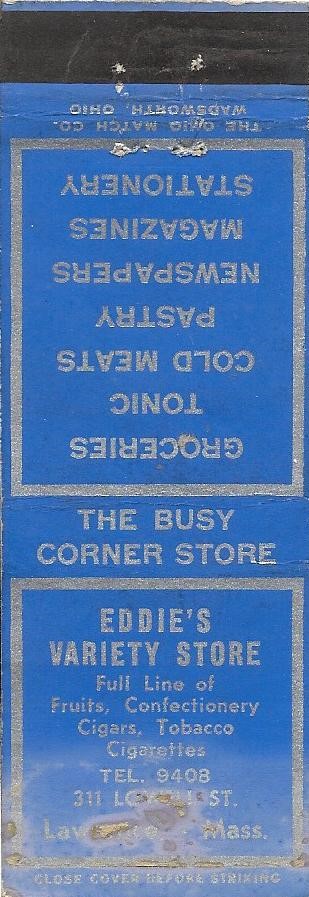 THE OHIO MATCH CO.
WADSWORTH, OHIO
GROCERIES
TONIC
COLD MEATS
PASTRY
NEWSPAPERS
MAGAZINES
STATIONERY
THE BUSY
CORNER STORE
EDDIE'S
VARIETY STORE
Full Line of
Fruits, Confectionery
Cigars, Tobacco
Cigarettes
TEL. 9408
311 ST.
Mass.
CLOSE COVER BEFORE STRIKING